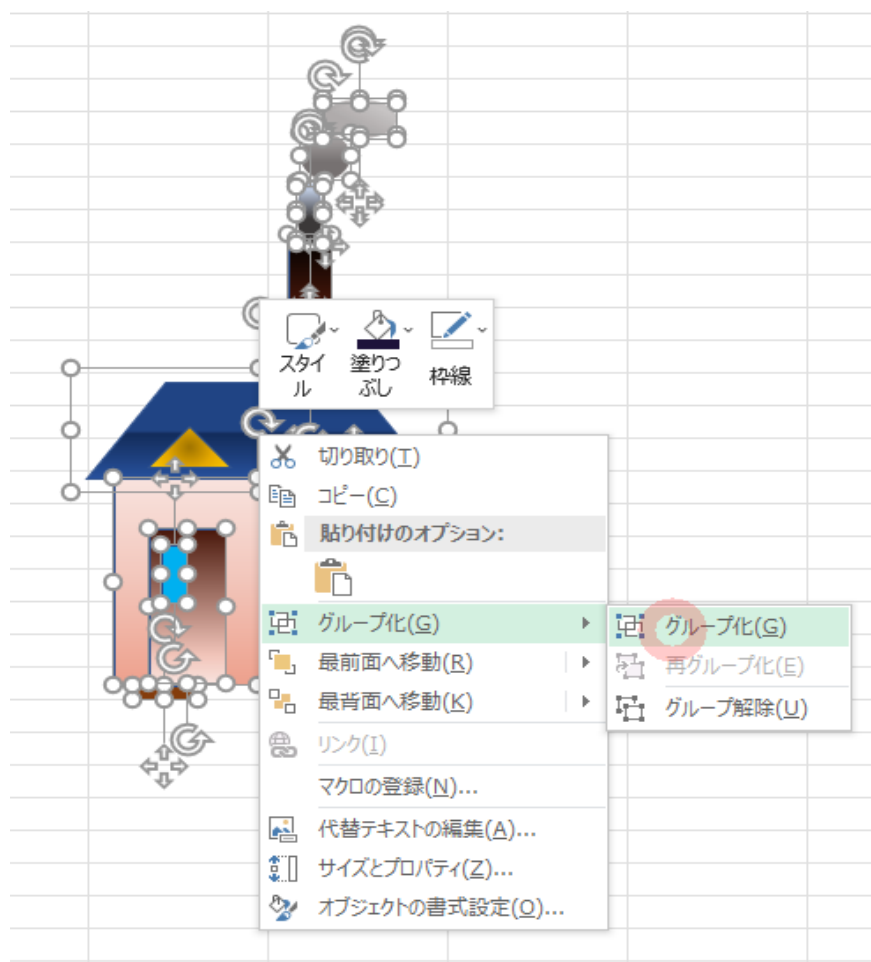 スタイ
ル
塗りつ
ぶし
枠線
切り取り(T)
コピー(C)
貼り付けのオプション:
グループ化(G)
最前面へ移動(R)
最背面へ移動(K)
リンク(I)
マクロの登録(N)...
代替テキストの編集(A)...
サイズとプロパティ(Z)...
オブジェクトの書式設定(O)...
グループ化(G)
再グループ化(E)
グループ解除(U)